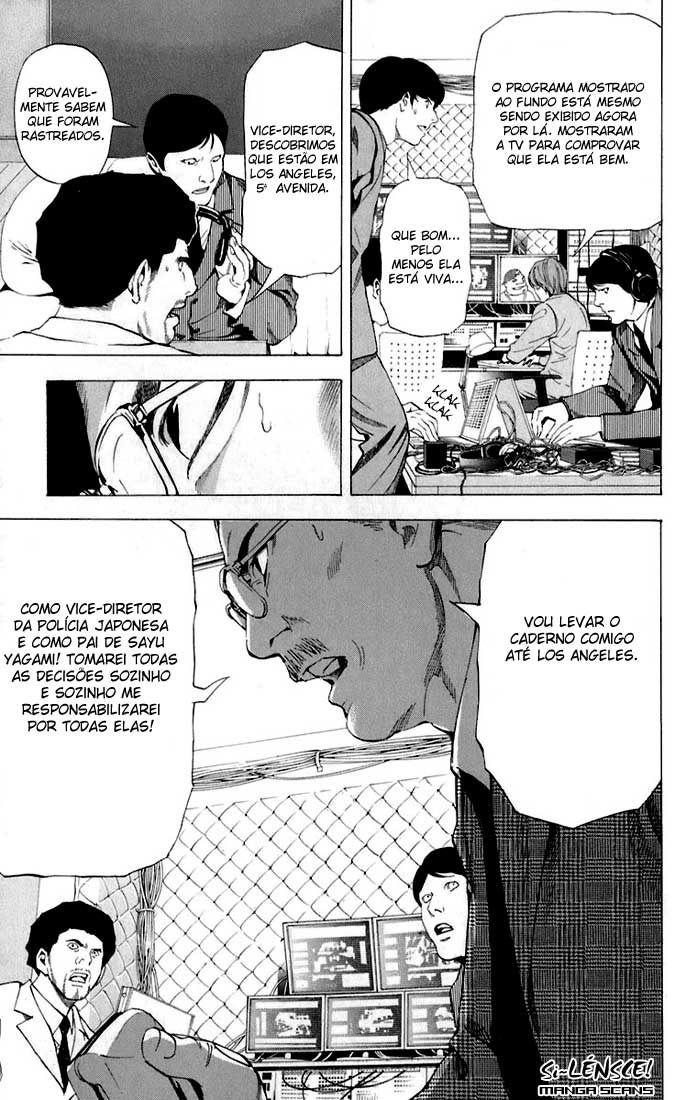 O PROGRAMA MOSTRADO
AO FUNDO ESTÁ MESMO
SENDO EXIBIDO AGORA
POR LÁ. MOSTRARAM
A TV PARA COMPROVAR
QUE ELA ESTÁ BEM.
QUE BOM...
PELO
MENOS ELA
ESTÁ VIVA...
KLAK
KLAK
VICE-DIRETOR,
DESCOBRIMOS
QUE ESTÃO EM
LOS ANGELES,
5ª AVENIDA.
PROVAVEL-
MENTE SABEM
QUE FORAM
RASTREADOS.
VOU LEVAR O
CADERNO COMIGO
ATÉ LOS ANGELES.
COMO VICE-DIRETOR
DA POLÍCIA JAPONESA
E COMO PAI DE SAYU
YAGAMI! TOMAREI TODAS
AS DECISÕES SOZINHO
E SOZINHO ME
RESPONSABILIZAREI
POR TODAS ELAS!
Si-LÉNSCE!
MANGA SCANS